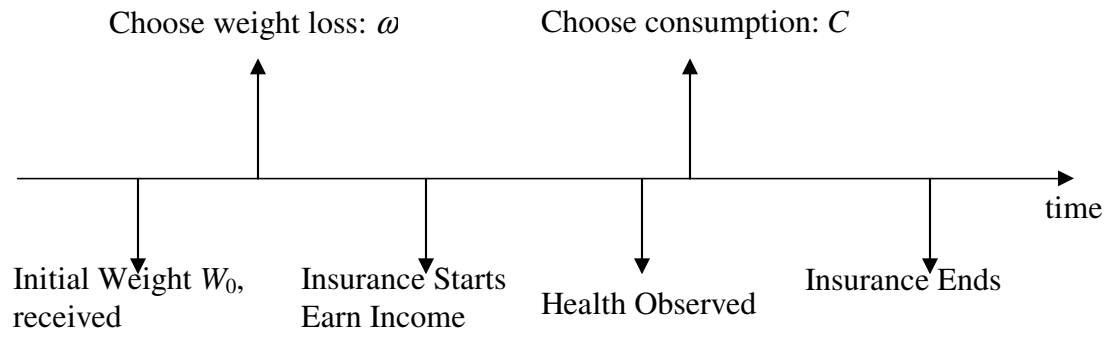 Choose weight loss: ω
Choose consumption: C
time
Initial Weight W₀,
received
Insurance Starts
Earn Income
Health Observed
Insurance Ends